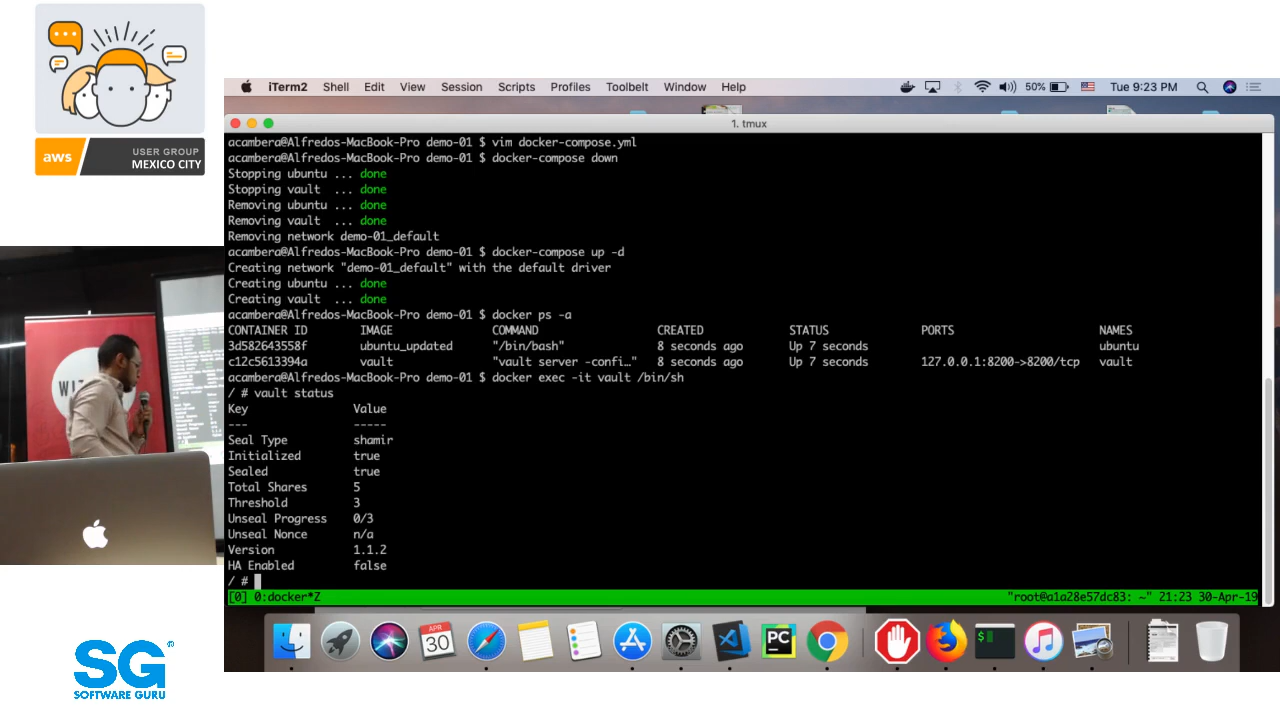 aws
USER GROUP
MEXICO CITY
iTerm2 Shell Edit View Session Scripts Profiles Toolbelt Window Help 50% Tue 9:23 PM
1. tmux
acambera@Alfredos-MacBook-Pro demo-01 $ vim docker-compose.yml
acambera@Alfredos-MacBook-Pro demo-01 $ docker-compose down
Stopping ubuntu ... done
Stopping vault ... done
Removing ubuntu ... done
Removing vault ... done
Removing network demo-01_default
acambera@Alfredos-MacBook-Pro demo-01 $ docker-compose up -d
Creating network "demo-01_default" with the default driver
Creating ubuntu ... done
Creating vault ... done
acambera@Alfredos-MacBook-Pro demo-01 $ docker ps -a
CONTAINER ID IMAGE COMMAND CREATED STATUS PORTS NAMES
3d582643558f ubuntu_updated "/bin/bash" 8 seconds ago Up 7 seconds ubuntu
c12c5613394a vault "vault server -confi…" 8 seconds ago Up 7 seconds 127.0.0.1:8200->8200/tcp vault
acambera@Alfredos-MacBook-Pro demo-01 $ docker exec -it vault /bin/sh
/ # vault status
Key Value
--- -----
Seal Type shamir
Initialized true
Sealed true
Total Shares 5
Threshold 3
Unseal Progress 0/3
Unseal Nonce n/a
Version 1.1.2
HA Enabled false
/ #
[0] 0:docker*Z "root@a1a28e57dc83: ~" 21:23 30-Apr-19
APR
30
PC
$
WI
SG
SOFTWARE GURU